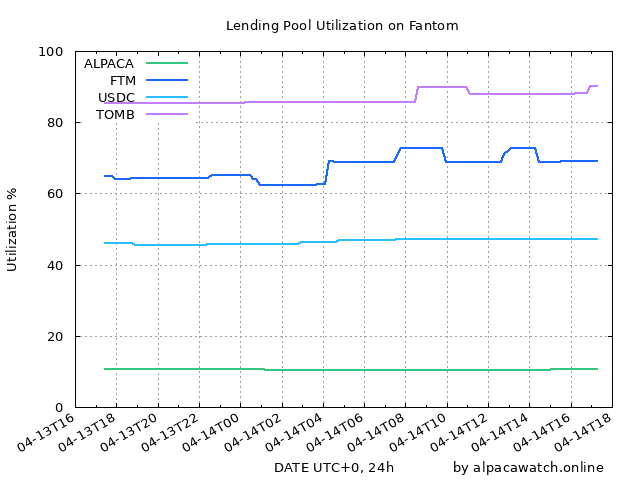 Lending Pool Utilization on Fantom
100
80
60
40
20
0
Utilization %
ALPACA
FTM
USDC
TOMB
04-13T16
04-13T18
04-13T20
04-13T22
04-14T00
04-14T02
04-14T04
04-14T06
04-14T08
04-14T10
04-14T12
04-14T14
04-14T16
04-14T18
DATE UTC+0, 24h
by alpacawatch.online